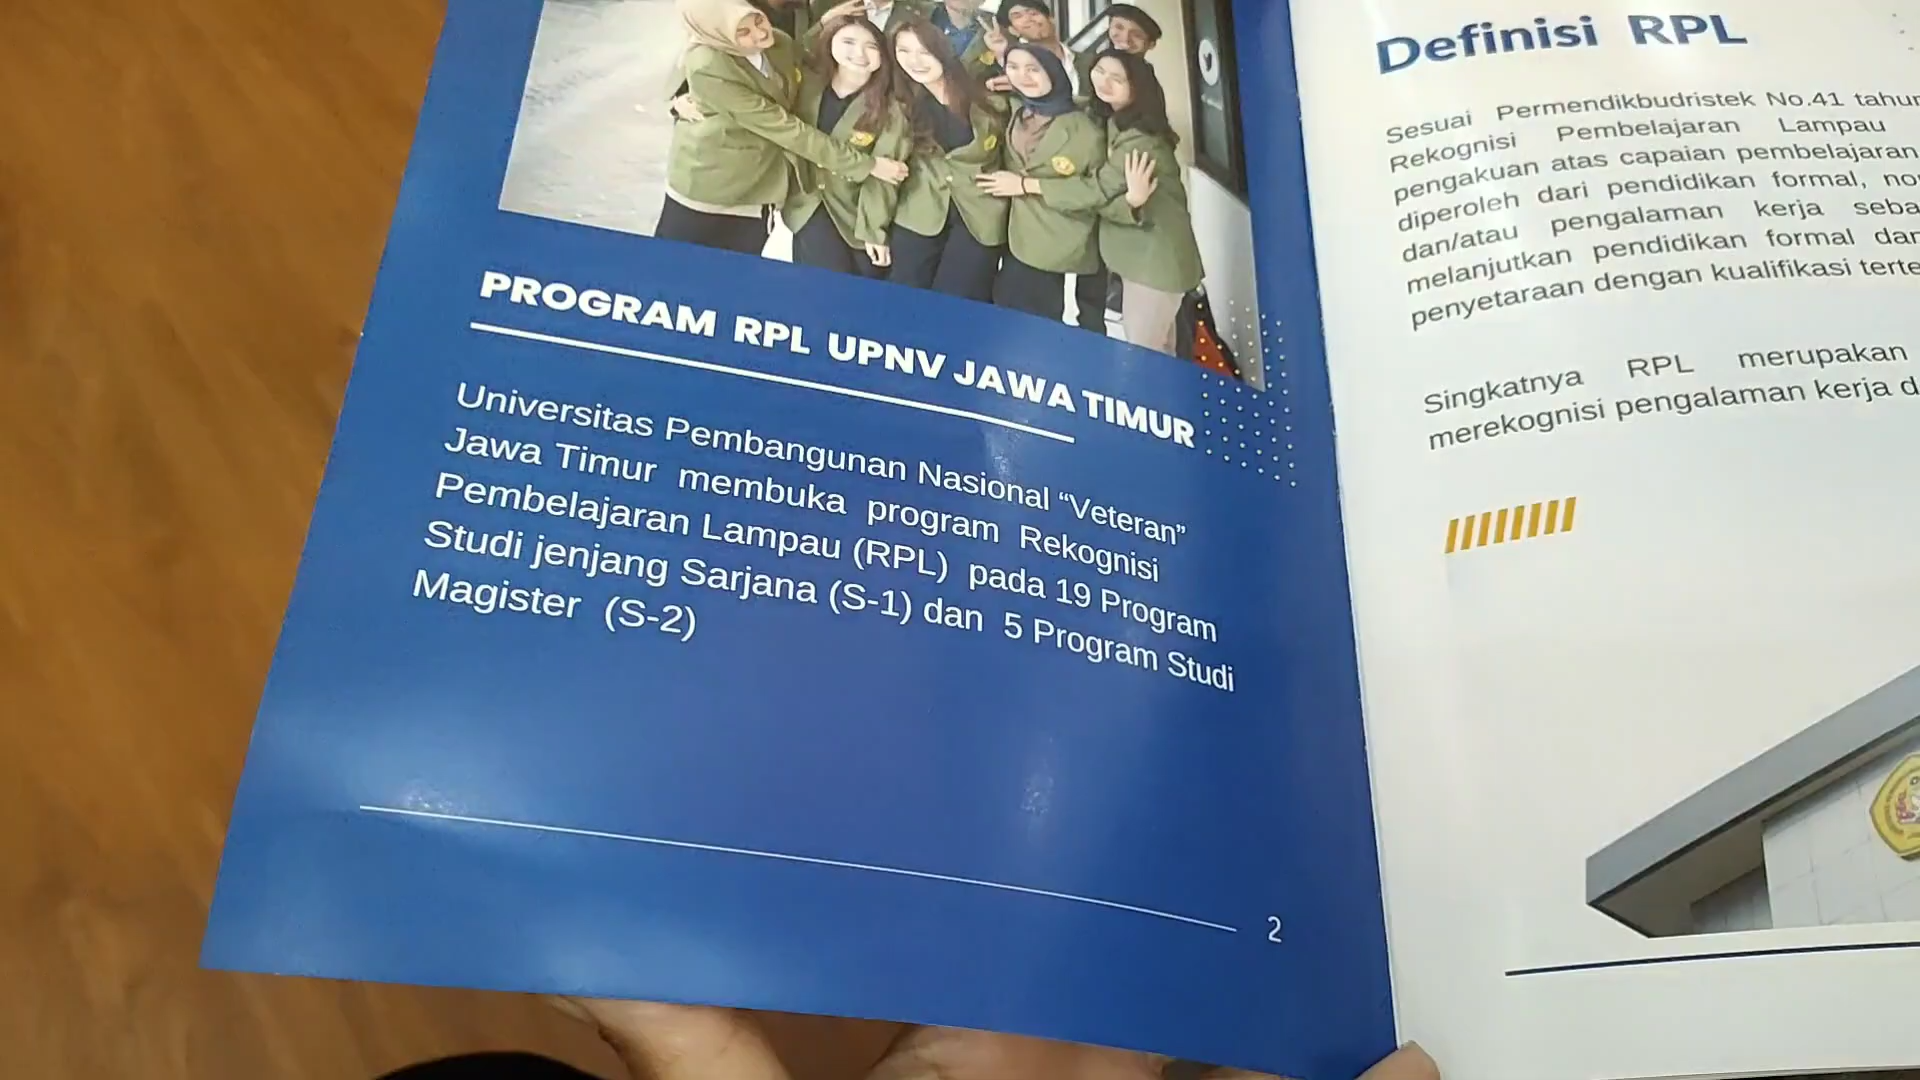 PROGRAM RPL UPNV JAWA TIMUR
Universitas Pembangunan Nasional “Veteran”
Jawa Timur membuka program Rekognisi
Pembelajaran Lampau (RPL) pada 19 Program
Studi jenjang Sarjana (S-1) dan 5 Program Studi
Magister (S-2)
2
Definisi RPL
Sesuai Permendikbudristek No.41
Rekognisi Pembelajaran Lampau
pengakuan atas capaian pembelajaran
diperoleh dari pendidikan formal,
dan/atau pengalaman kerja
melanjutkan pendidikan formal
penyetaraan dengan kualifikasi
Singkatnya RPL merupakan
merekognisi pengalaman kerja